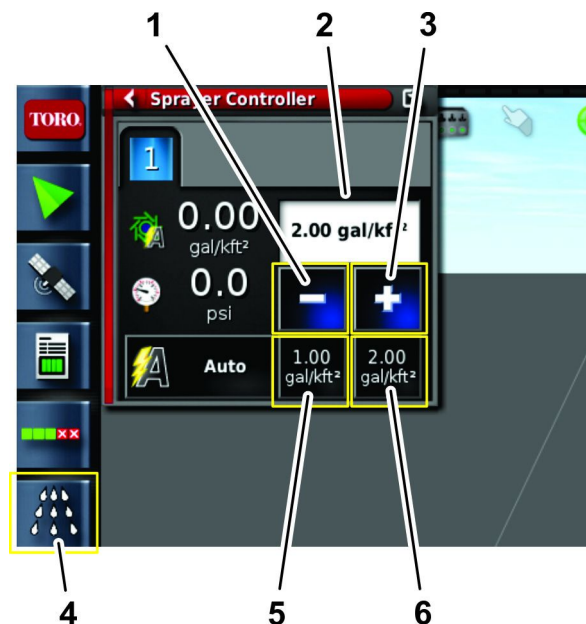 1
2
3
TORO.
Sprayer Controller
1
0.00
gal/kft²
2.00 gal/kft²
0.0
psi
- +
A Auto
1.00
gal/kft²
2.00
gal/kft²
4
5
6